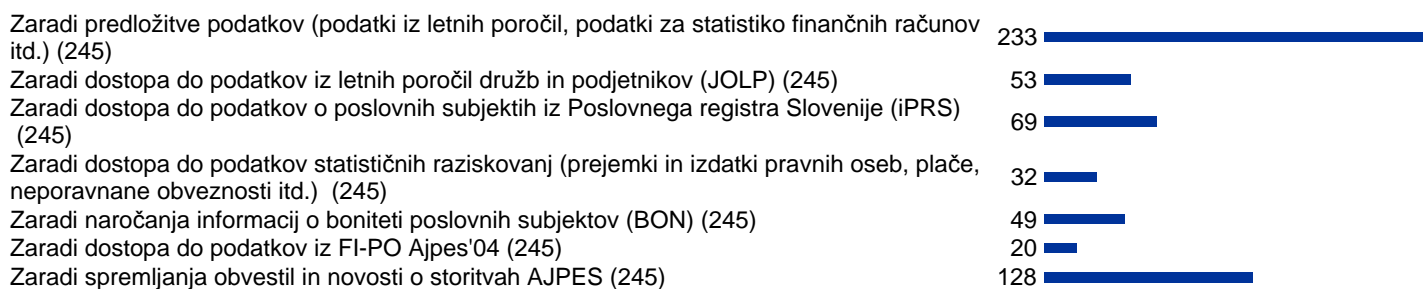 Zaradi predložitve podatkov (podatki iz letnih poročil, podatki za statistiko finančnih računov
itd.) (245) 233
Zaradi dostopa do podatkov iz letnih poročil družb in podjetnikov (JOLP) (245) 53
Zaradi dostopa do podatkov o poslovnih subjektih iz Poslovnega registra Slovenije (iPRS)
(245) 69
Zaradi dostopa do podatkov statističnih raziskovanj (prejemki in izdatki pravnih oseb, plače,
neporavnane obveznosti itd.) (245) 32
Zaradi naročanja informacij o boniteti poslovnih subjektov (BON) (245) 49
Zaradi dostopa do podatkov iz FI-PO Ajpes'04 (245) 20
Zaradi spremljanja obvestil in novosti o storitvah AJPES (245) 128